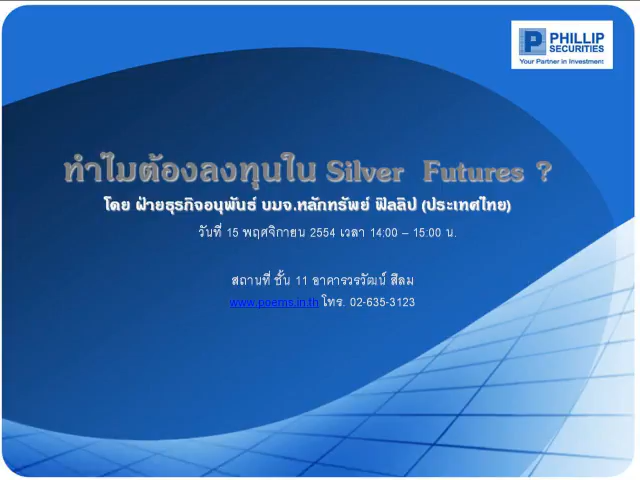 PHILLIP
SECURITIES
Your Partner in Investment
ทำไมต้องลงทุนใน Silver Futures ?
โดย ฝ่ายธุรกิจอนุพันธ์ บมจ.หลักทรัพย์ ฟิลลิป (ประเทศไทย)
วันที่ 15 พฤศจิกายน 2554 เวลา 14:00 – 15:00 น.
สถานที่ ชั้น 11 อาคารวรวัฒน์ สีลม
www.poems.in.th โทร. 02-635-3123